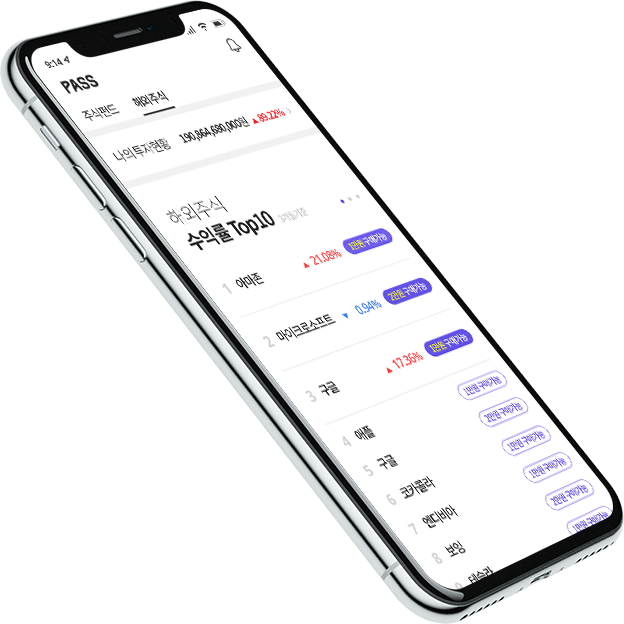 9:14
PASS
주식펀드 해외주식
나의 투자현황 190,864,680,000원 ▲89.22% >
해외주식
수익률 Top10 3개월기준
1 아마존 ▲ 21.08% 1만원 구매가능
2 마이크로소프트 ▼ 0.94% 2만원 구매가능
3 구글 ▲ 17.36% 1만원 구매가능
4 애플 1만원 구매가능
5 구글 2만원 구매가능
6 코카콜라 1만원 구매가능
7 엔디비아 1만원 구매가능
8 보잉 2만원 구매가능
9 테슬라 1만원 구매가능